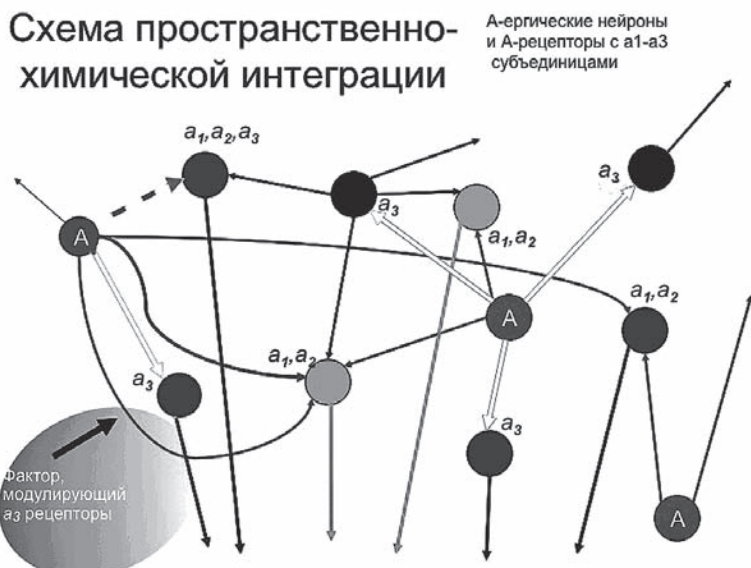 Схема пространственно-
химической интеграции
А-ергические нейроны
и А-рецепторы с а1-а3
субъединицами
a₁,a₂,a₃
a₃
a₃
a₁,a₂
A
a₁,a₂
A
a₁,a₂
a₃
a₃
A
Фактор,
модулирующий
a₃ рецепторы